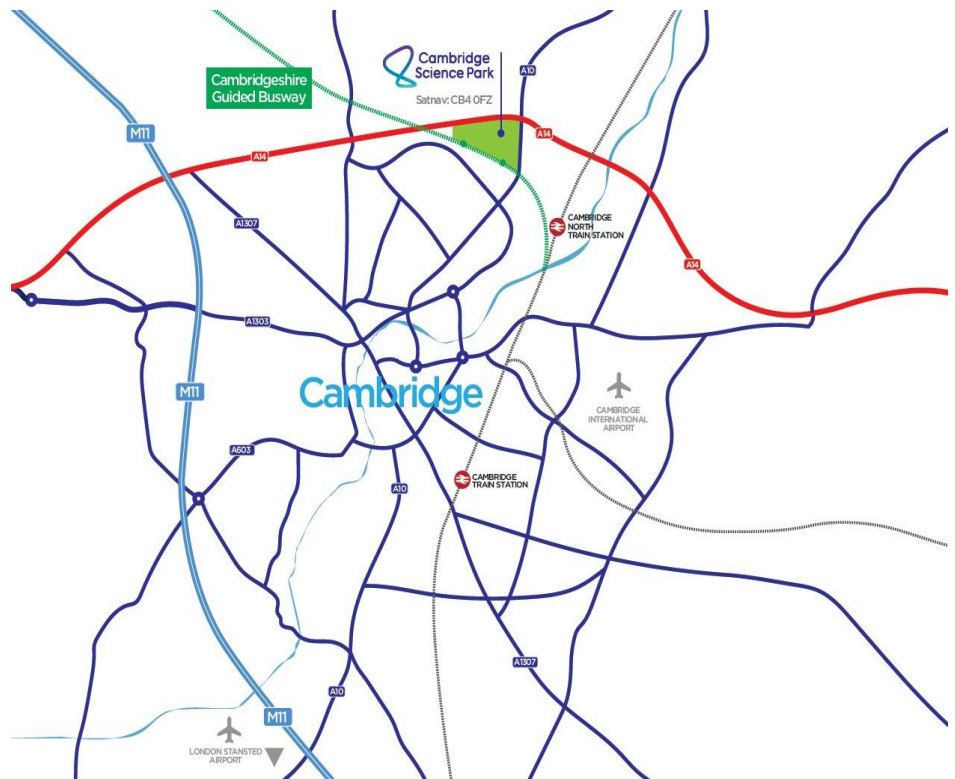 Cambridge
Science Park
Satnav: CB4 0FZ
Cambridgeshire
Guided Busway
A10
M11
A14
A14
A1307
CAMBRIDGE
NORTH
TRAIN STATION
A14
A1303
M11
Cambridge
CAMBRIDGE
INTERNATIONAL
AIRPORT
A603
CAMBRIDGE
TRAIN STATION
A10
A1307
A10
M11
LONDON STANSTED
AIRPORT